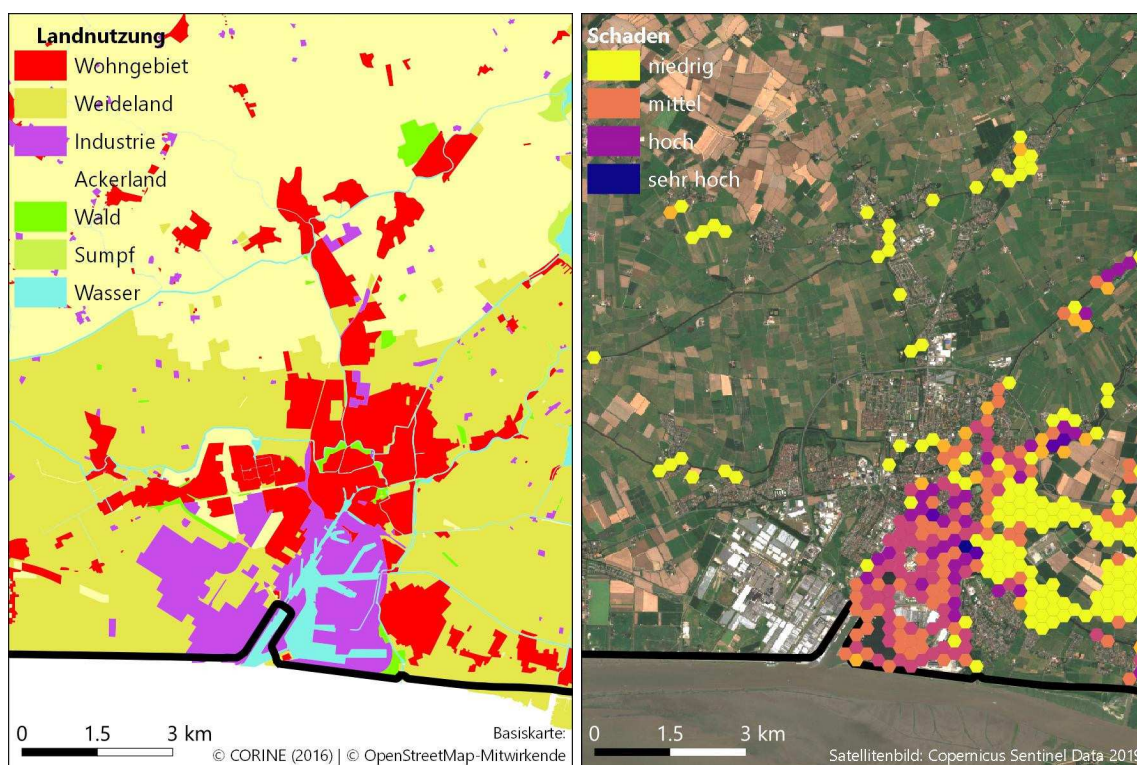 Landnutzung
Wohngebiet
Weideland
Industrie
Ackerland
Wald
Sumpf
Wasser
0 1.5 3 km
Basiskarte:
© CORINE (2016) | © OpenStreetMap-Mitwirkende
Schaden
niedrig
mittel
hoch
sehr hoch
0 1.5 3 km
Satellitenbild: Copernicus Sentinel Data 2019